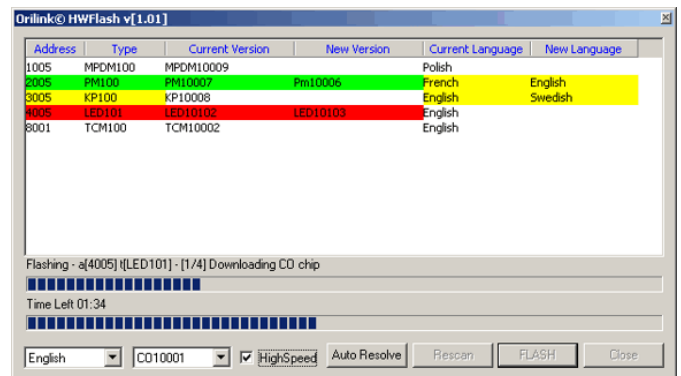 Orilink© HWFlash v[1.01]
Address Type Current Version New Version Current Language New Language
1005 MPDM100 MPDM10009 Polish
2005 PM100 PM10007 Pm10006 French English
3005 KP100 KP10008 English Swedish
4005 LED101 LED10102 LED10103 English
8001 TCM100 TCM10002 English
Flashing - a[4005] t[LED101] - [1/4] Downloading CO chip
Time Left 01:34
English CO10001 HighSpeed Auto Resolve Rescan FLASH Close